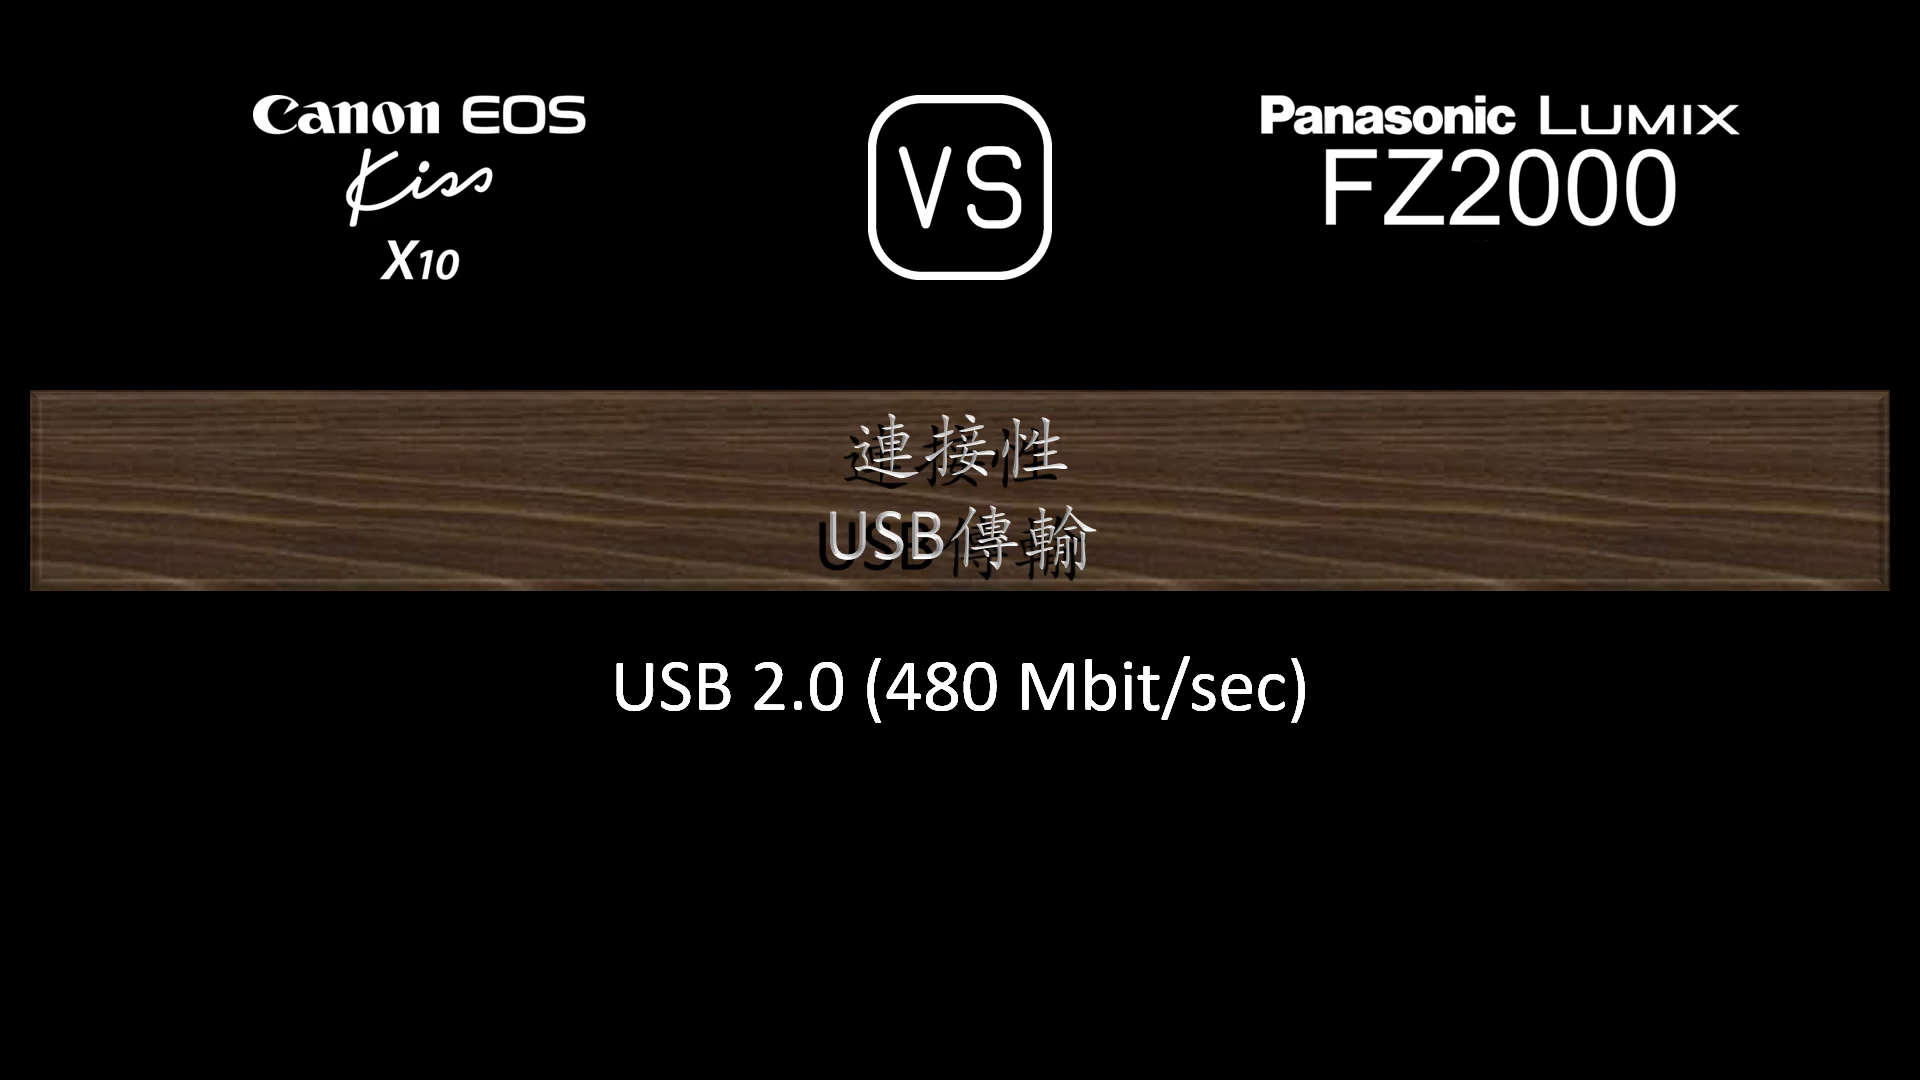 Canon EOS
Kiss
X10
VS
Panasonic LUMIX
FZ2000
連接性
USB傳輸
USB 2.0 (480 Mbit/sec)